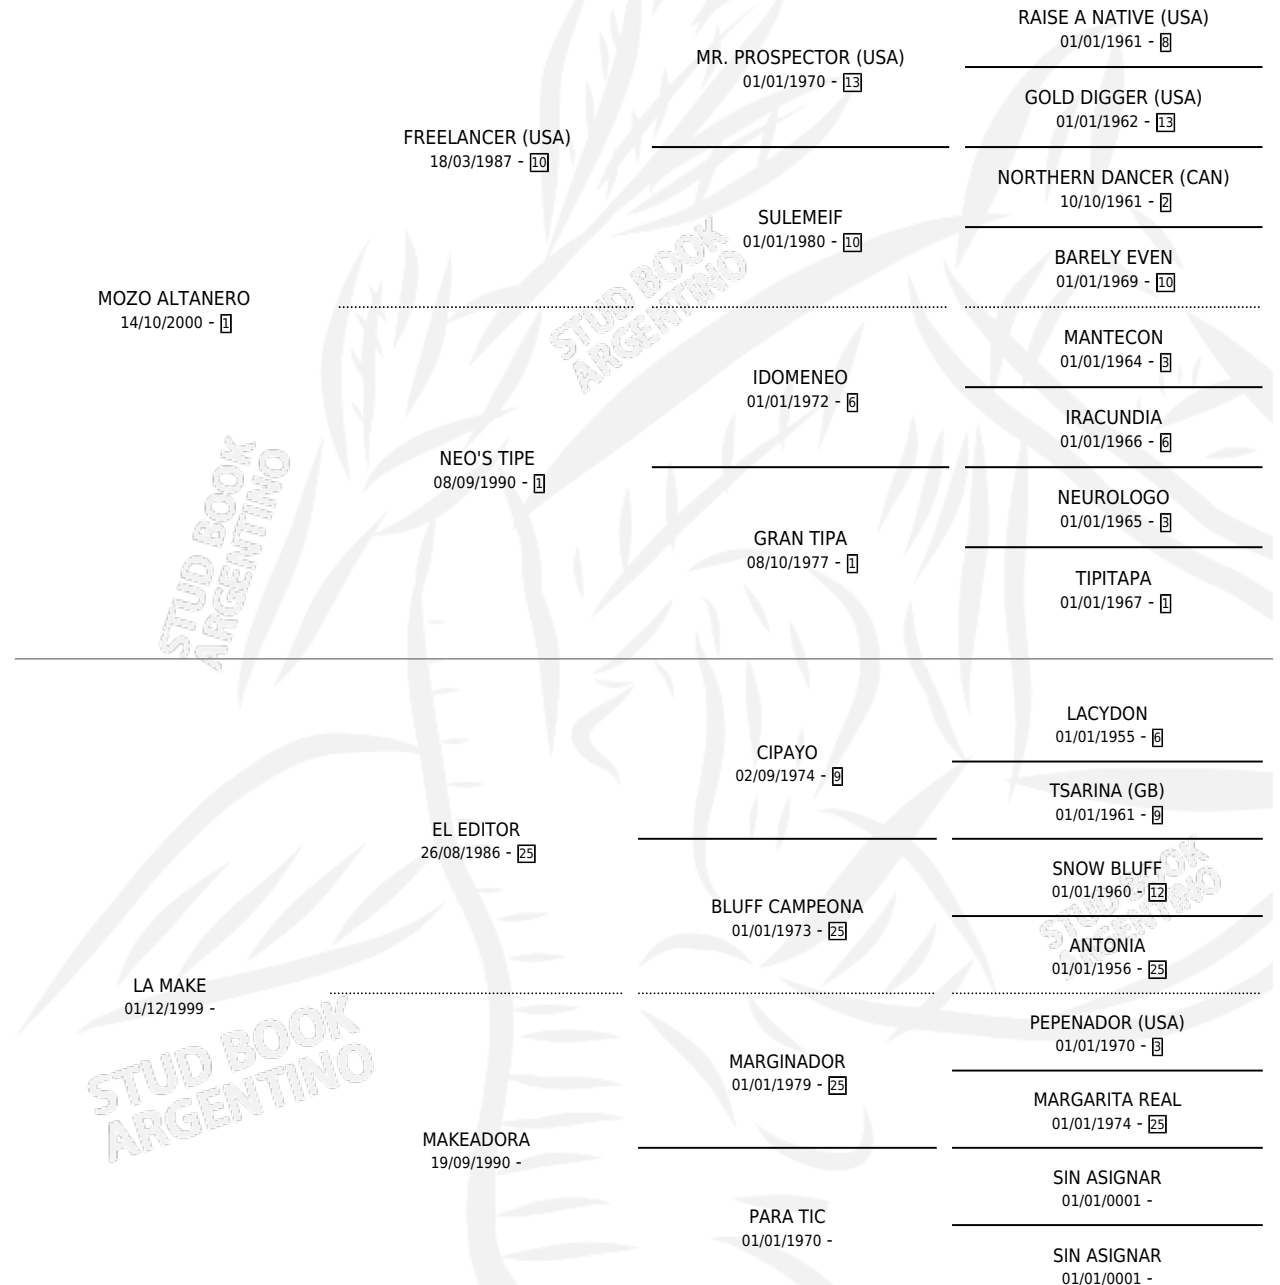 RAISE A NATIVE (USA)
01/01/1961 - 8
MR. PROSPECTOR (USA)
01/01/1970 - 13
GOLD DIGGER (USA)
01/01/1962 - 13
FREELANCER (USA)
18/03/1987 - 10
NORTHERN DANCER (CAN)
10/10/1961 - 2
SULEMEIF
01/01/1980 - 10
BARELY EVEN
01/01/1969 - 10
MOZO ALTANERO
14/10/2000 - 1
MANTECON
01/01/1964 - 3
IDOMENEO
01/01/1972 - 6
IRACUNDIA
01/01/1966 - 6
NEO'S TIPE
08/09/1990 - 1
NEUROLOGO
01/01/1965 - 3
GRAN TIPA
08/10/1977 - 1
TIPITAPA
01/01/1967 - 1
STUD BOOK
ARGENTINO
STUD BOOK
ARGENTINO
LACYDON
01/01/1955 - 6
CIPAYO
02/09/1974 - 9
TSARINA (GB)
01/01/1961 - 9
EL EDITOR
26/08/1986 - 25
SNOW BLUFF
01/01/1960 - 12
BLUFF CAMPEONA
01/01/1973 - 25
ANTONIA
01/01/1956 - 25
LA MAKE
01/12/1999 -
PEPENADOR (USA)
01/01/1970 - 3
MARGINADOR
01/01/1979 - 25
MARGARITA REAL
01/01/1974 - 25
MAKEADORA
19/09/1990 -
SIN ASIGNAR
01/01/0001 -
PARA TIC
01/01/1970 -
SIN ASIGNAR
01/01/0001 -
STUD BOOK
ARGENTINO
STUD BOOK
ARGENTINO